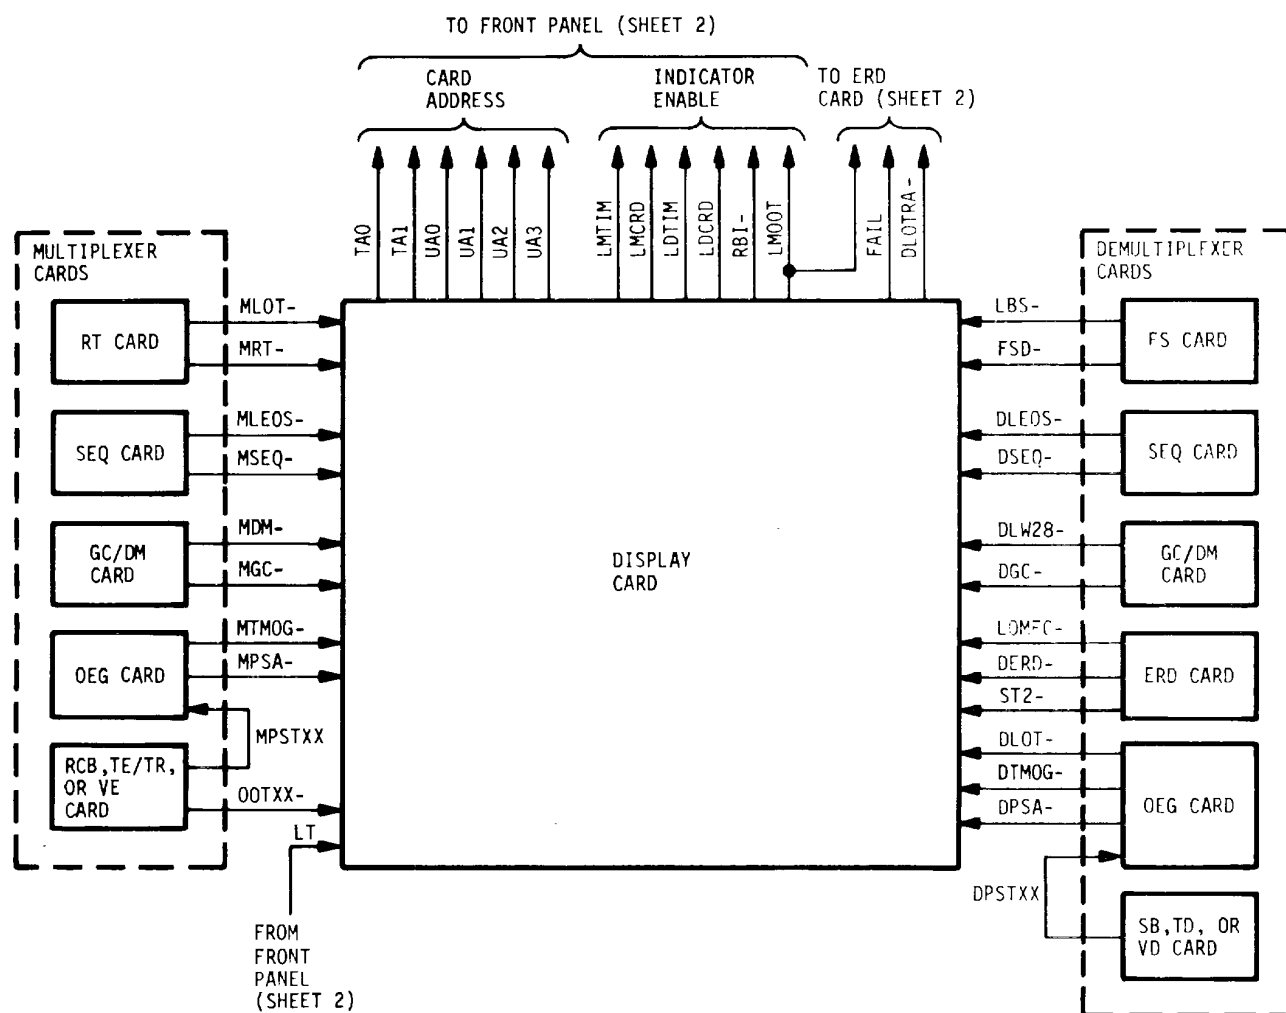 TO FRONT PANEL (SHEET 2)
CARD
ADDRESS
INDICATOR
ENABLE
TO ERD
CARD (SHEET 2)
TA0
TA1
UA0
UA1
UA2
UA3
LMTIM
LMCRD
LDTIM
LDCRD
RBI-
LMOOT
FAIL
DLOTRA-
MULTIPLEXER
CARDS
RT CARD
MLOT-
MRT-
SEQ CARD
MLEOS-
MSEQ-
GC/DM
CARD
MDM-
MGC-
OEG CARD
MTMOG-
MPSA-
MPSTXX
RCB,TE/TR,
OR VE
CARD
OOTXX-
LT
FROM
FRONT
PANEL
(SHEET 2)
DISPLAY
CARD
DEMULTIPLEXER
CARDS
LBS-
FSD-
FS CARD
DLEOS-
DSEQ-
SEQ CARD
DLW28-
DGC-
GC/DM
CARD
LOMFC-
DERD-
ST2-
ERD CARD
DLOT-
DTMOG-
DPSA-
OEG CARD
DPSTXX
SB,TD, OR
VD CARD